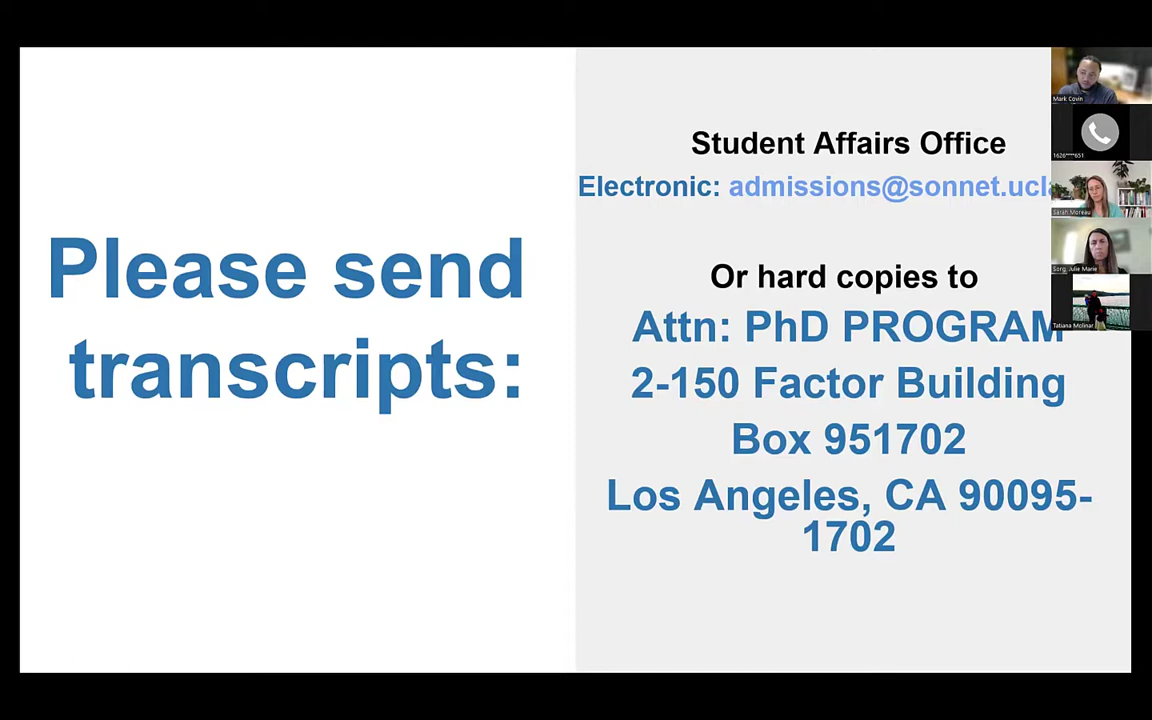 Please send
transcripts:
Student Affairs Office
Electronic: admissions@sonnet.ucla
Or hard copies to
Attn: PhD PROGRAM
2-150 Factor Building
Box 951702
Los Angeles, CA 90095-
1702
Mark Covin
1626****651
Sarah Moreau
Sorg, Julie Marie
Tatiana Molinar